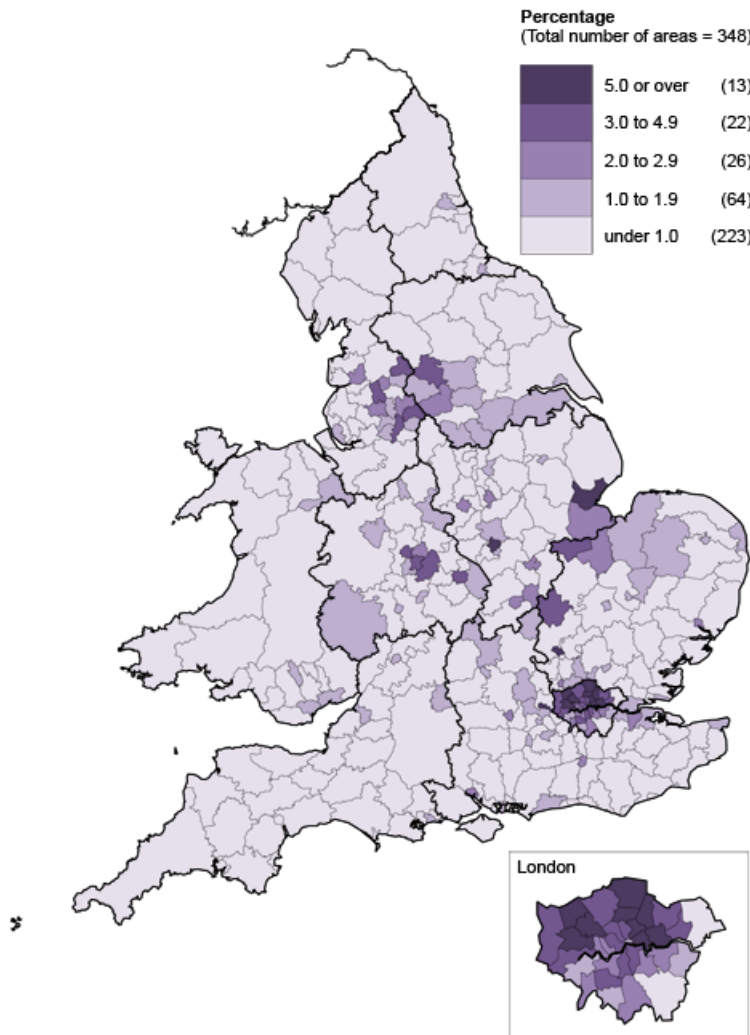 Percentage
(Total number of areas = 348)
5.0 or over (13)
3.0 to 4.9 (22)
2.0 to 2.9 (26)
1.0 to 1.9 (64)
under 1.0 (223)
London